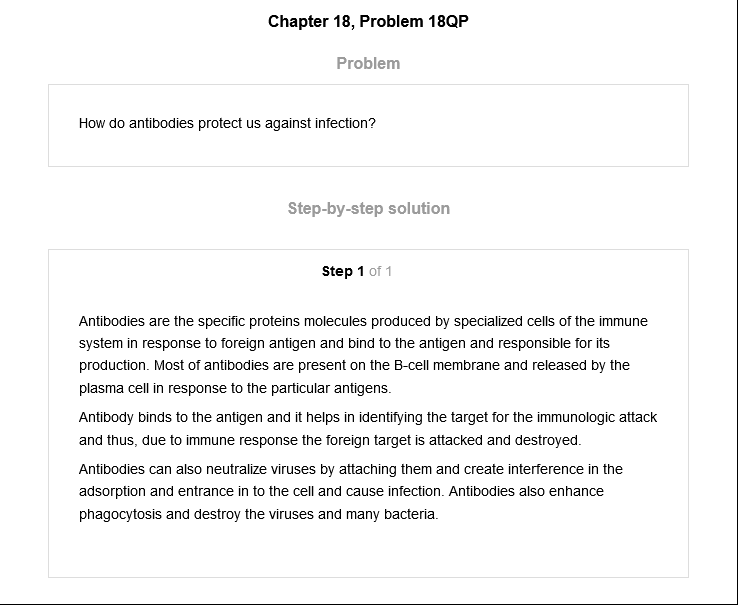 Chapter 18, Problem 18QP
Problem
How do antibodies protect us against infection?
Step-by-step solution
Step 1 of 1
Antibodies are the specific proteins molecules produced by specialized cells of the immune
system in response to foreign antigen and bind to the antigen and responsible for its
production. Most of antibodies are present on the B-cell membrane and released by the
plasma cell in response to the particular antigens.
Antibody binds to the antigen and it helps in identifying the target for the immunologic attack
and thus, due to immune response the foreign target is attacked and destroyed.
Antibodies can also neutralize viruses by attaching them and create interference in the
adsorption and entrance in to the cell and cause infection. Antibodies also enhance
phagocytosis and destroy the viruses and many bacteria.